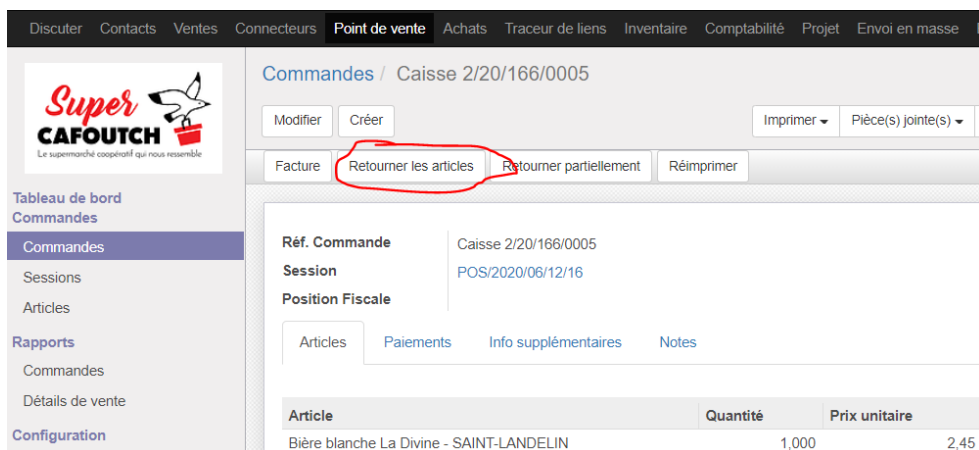 Discuter Contacts Ventes Connecteurs Point de vente Achats Traceur de liens Inventaire Comptabilité Projet Envoi en masse
Super
CAFOUTCH
Le supermarché coopératif qui nous ressemble
Commandes / Caisse 2/20/166/0005
Modifier Créer Imprimer Pièce(s) jointe(s)
Facture Retourner les articles Retourner partiellement Réimprimer
Tableau de bord
Commandes
Commandes
Sessions
Articles
Rapports
Commandes
Détails de vente
Configuration
Réf. Commande Caisse 2/20/166/0005
Session POS/2020/06/12/16
Position Fiscale
Articles Paiements Info supplémentaires Notes
Article Quantité Prix unitaire
Bière blanche La Divine - SAINT-LANDELIN 1,000 2,45